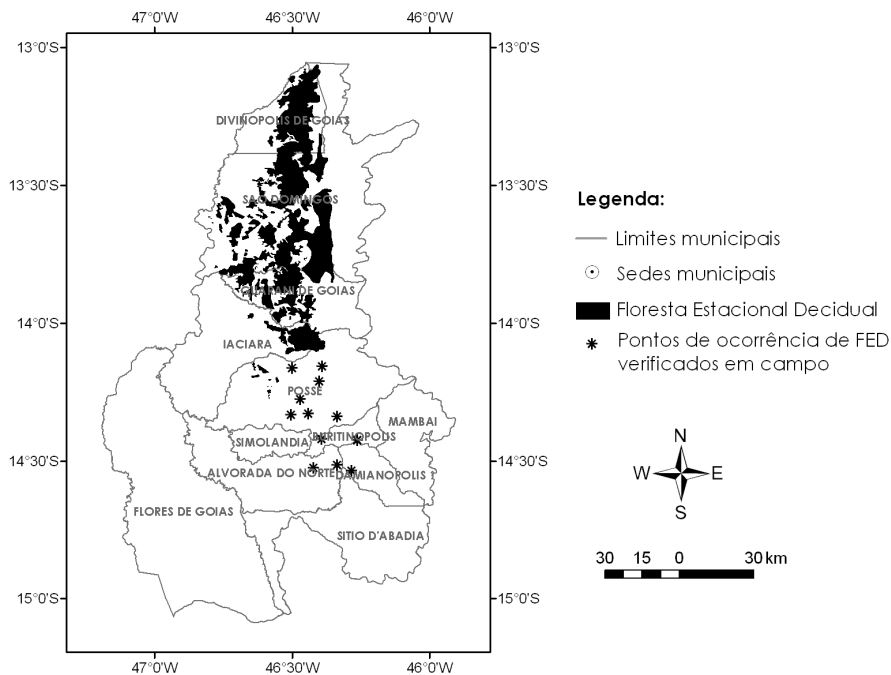 47°0'W 46°30'W 46°0'W
13°0'S 13°0'S
DIVINOPOLIS DE GOIAS
13°30'S 13°30'S
SAO DOMINGOS
GUARANI DE GOIAS
14°0'S 14°0'S
IACIARA
POSSE
MAMBAI
SIMOLANDIA
BURITINOPOLIS
14°30'S 14°30'S
ALVORADA DO NORTE
DAMIANOPOLIS
FLORES DE GOIAS
SITIO D'ABADIA
15°0'S 15°0'S
47°0'W 46°30'W 46°0'W
Legenda:
Limites municipais
Sedes municipais
Floresta Estacional Decidual
Pontos de ocorrência de FED
verificados em campo
N
W E
S
30 15 0 30 km